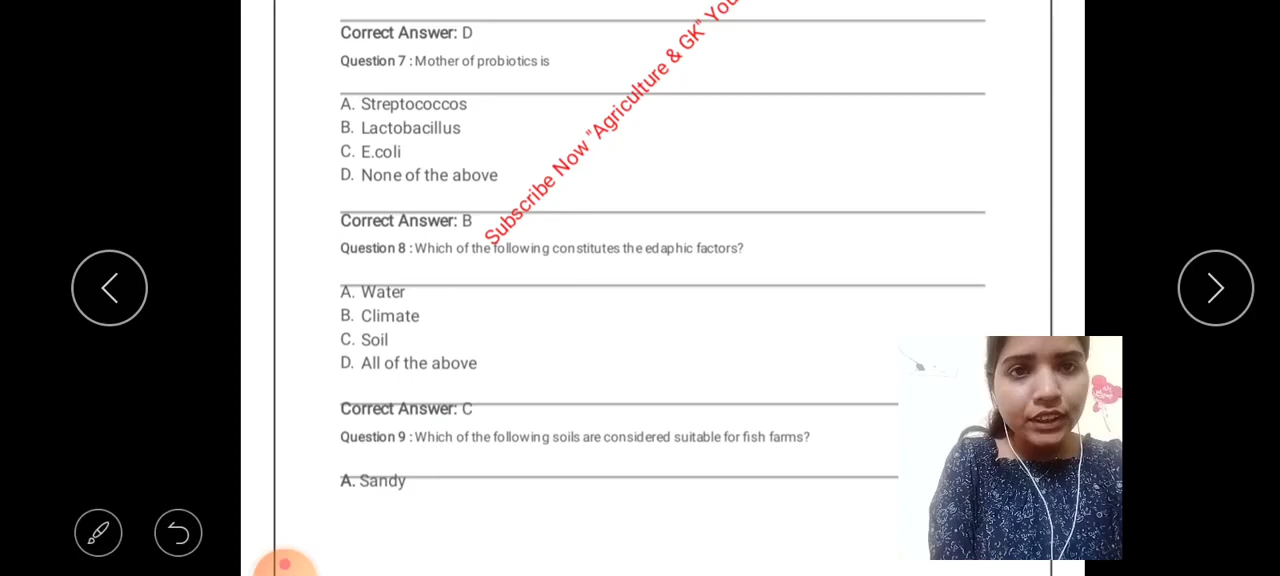 Correct Answer: D
Question 7 : Mother of probiotics is
A. Streptococcos
B. Lactobacillus
C. E.coli
D. None of the above
Correct Answer: B
Question 8 : Which of the following constitutes the edaphic factors?
A. Water
B. Climate
C. Soil
D. All of the above
Correct Answer: C
Question 9 : Which of the following soils are considered suitable for fish farms?
A. Sandy
Subscribe Now "Agriculture & GK" You